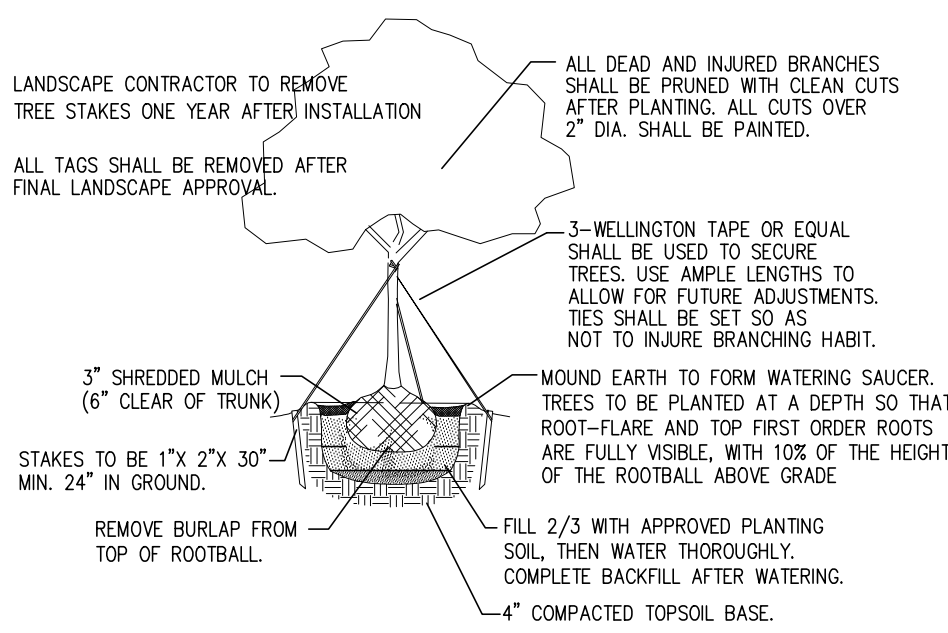 LANDSCAPE CONTRACTOR TO REMOVE
TREE STAKES ONE YEAR AFTER INSTALLATION
ALL TAGS SHALL BE REMOVED AFTER
FINAL LANDSCAPE APPROVAL.
ALL DEAD AND INJURED BRANCHES
SHALL BE PRUNED WITH CLEAN CUTS
AFTER PLANTING. ALL CUTS OVER
2" DIA. SHALL BE PAINTED.
3-WELLINGTON TAPE OR EQUAL
SHALL BE USED TO SECURE
TREES. USE AMPLE LENGTHS TO
ALLOW FOR FUTURE ADJUSTMENTS.
TIES SHALL BE SET SO AS
NOT TO INJURE BRANCHING HABIT.
3" SHREDDED MULCH
(6" CLEAR OF TRUNK)
MOUND EARTH TO FORM WATERING SAUCER.
TREES TO BE PLANTED AT A DEPTH SO THAT
ROOT-FLARE AND TOP FIRST ORDER ROOTS
ARE FULLY VISIBLE, WITH 10% OF THE HEIGHT
OF THE ROOTBALL ABOVE GRADE
STAKES TO BE 1"X 2"X 30"
MIN. 24" IN GROUND.
REMOVE BURLAP FROM
TOP OF ROOTBALL.
FILL 2/3 WITH APPROVED PLANTING
SOIL, THEN WATER THOROUGHLY.
COMPLETE BACKFILL AFTER WATERING.
4" COMPACTED TOPSOIL BASE.